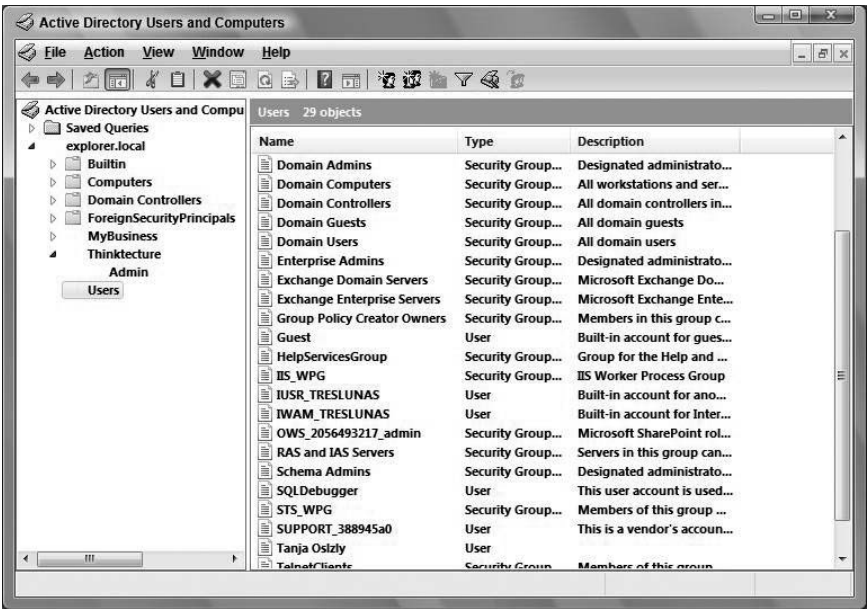 Active Directory Users and Computers
File Action View Window Help
Active Directory Users and Compu
Saved Queries
explorer.local
Builtin
Computers
Domain Controllers
ForeignSecurityPrincipals
MyBusiness
Thinktecture
Admin
Users
Users 29 objects
Name Type Description
Domain Admins Security Group... Designated administrato...
Domain Computers Security Group... All workstations and ser...
Domain Controllers Security Group... All domain controllers in...
Domain Guests Security Group... All domain guests
Domain Users Security Group... All domain users
Enterprise Admins Security Group... Designated administrato...
Exchange Domain Servers Security Group... Microsoft Exchange Do...
Exchange Enterprise Servers Security Group... Microsoft Exchange Ente...
Group Policy Creator Owners Security Group... Members in this group c...
Guest User Built-in account for gues...
HelpServicesGroup Security Group... Group for the Help and ...
IIS_WPG Security Group... IIS Worker Process Group
IUSR_TRESLUNAS User Built-in account for ano...
IWAM_TRESLUNAS User Built-in account for Inter...
OWS_2056493217_admin Security Group... Microsoft SharePoint rol...
RAS and IAS Servers Security Group... Servers in this group can...
Schema Admins Security Group... Designated administrato...
SQLDebugger User This user account is used...
STS_WPG Security Group... Members of this group ...
SUPPORT_388945a0 User This is a vendor's accoun...
Tanja Oslzly User
TelnetClients Security Group Members of this group